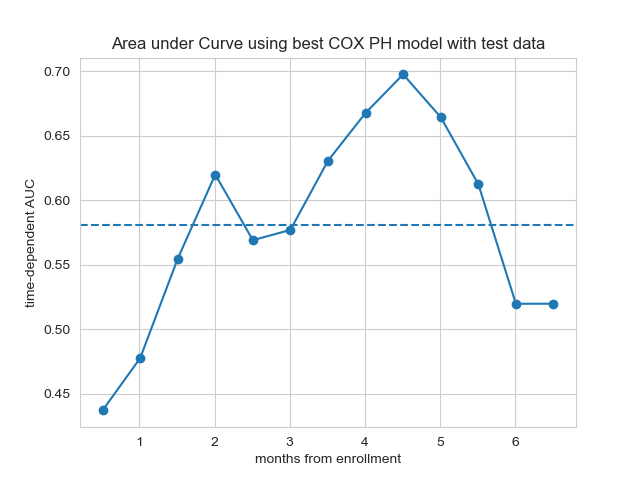 Area under Curve using best COX PH model with test data
time-dependent AUC
0.70
0.65
0.60
0.55
0.50
0.45
1 2 3 4 5 6
months from enrollment